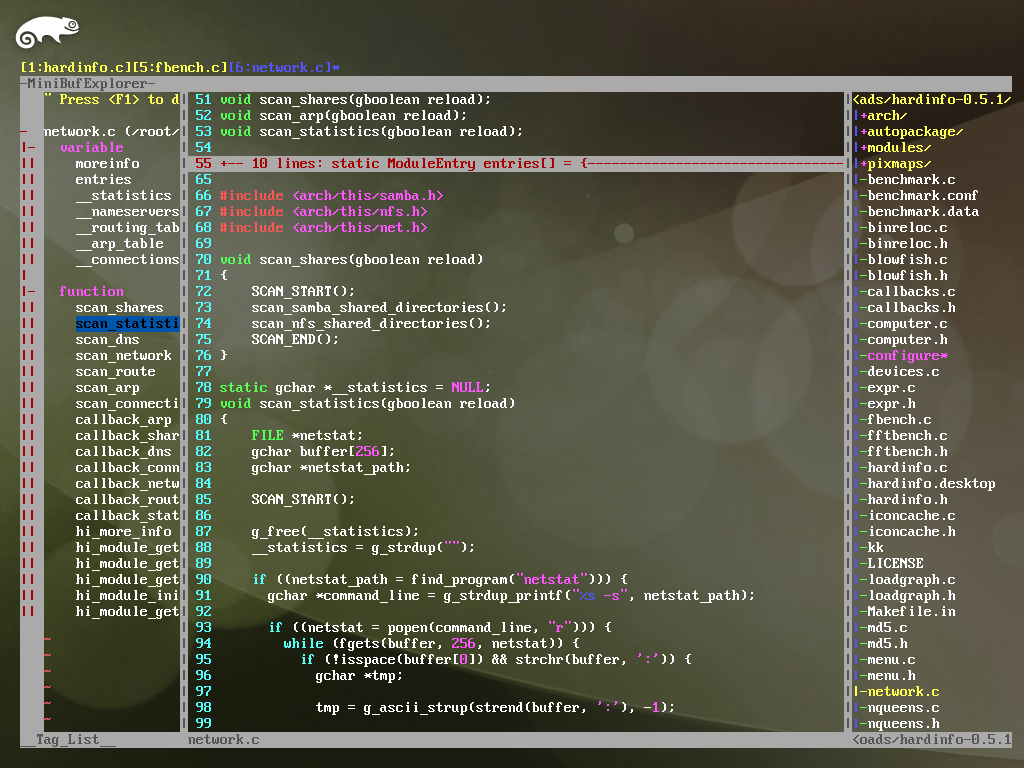 [1:hardinfo.c][5:fbench.c][6:network.c]*
-MiniBufExplorer-
" Press <F1> to d
network.c (/root/
variable
moreinfo
entries
__statistics
__nameservers
__routing_tab
__arp_table
__connections
function
scan_shares
scan_statisti
scan_dns
scan_network
scan_route
scan_arp
scan_connecti
callback_arp
callback_shar
callback_dns
callback_conn
callback_netw
callback_rout
callback_stat
hi_more_info
hi_module_get
hi_module_get
hi_module_get
hi_module_ini
hi_module_get
~
~
~
~
~
~
__Tag_List__
51 void scan_shares(gboolean reload);
52 void scan_arp(gboolean reload);
53 void scan_statistics(gboolean reload);
54
55 +-- 10 lines: static ModuleEntry entries[] = {--------------------------------
65
66 #include <arch/this/samba.h>
67 #include <arch/this/nfs.h>
68 #include <arch/this/net.h>
69
70 void scan_shares(gboolean reload)
71 {
72     SCAN_START();
73     scan_samba_shared_directories();
74     scan_nfs_shared_directories();
75     SCAN_END();
76 }
77
78 static gchar *__statistics = NULL;
79 void scan_statistics(gboolean reload)
80 {
81     FILE *netstat;
82     gchar buffer[256];
83     gchar *netstat_path;
84
85     SCAN_START();
86
87     g_free(__statistics);
88     __statistics = g_strdup("");
89
90     if ((netstat_path = find_program("netstat"))) {
91       gchar *command_line = g_strdup_printf("%s -s", netstat_path);
92
93       if ((netstat = popen(command_line, "r"))) {
94         while (fgets(buffer, 256, netstat)) {
95           if (!isspace(buffer[0]) && strchr(buffer, ':')) {
96             gchar *tmp;
97
98             tmp = g_ascii_strup(strend(buffer, ':'), -1);
99
network.c
<ads/hardinfo-0.5.1/
|+arch/
|+autopackage/
|+modules/
|+pixmaps/
|-benchmark.c
|-benchmark.conf
|-benchmark.data
|-binreloc.c
|-binreloc.h
|-blowfish.c
|-blowfish.h
|-callbacks.c
|-callbacks.h
|-computer.c
|-computer.h
|-configure*
|-devices.c
|-expr.c
|-expr.h
|-fbench.c
|-fftbench.c
|-fftbench.h
|-hardinfo.c
|-hardinfo.desktop
|-hardinfo.h
|-iconcache.c
|-iconcache.h
|-kk
|-LICENSE
|-loadgraph.c
|-loadgraph.h
|-Makefile.in
|-md5.c
|-md5.h
|-menu.c
|-menu.h
|-network.c
|-nqueens.c
|-nqueens.h
<oads/hardinfo-0.5.1